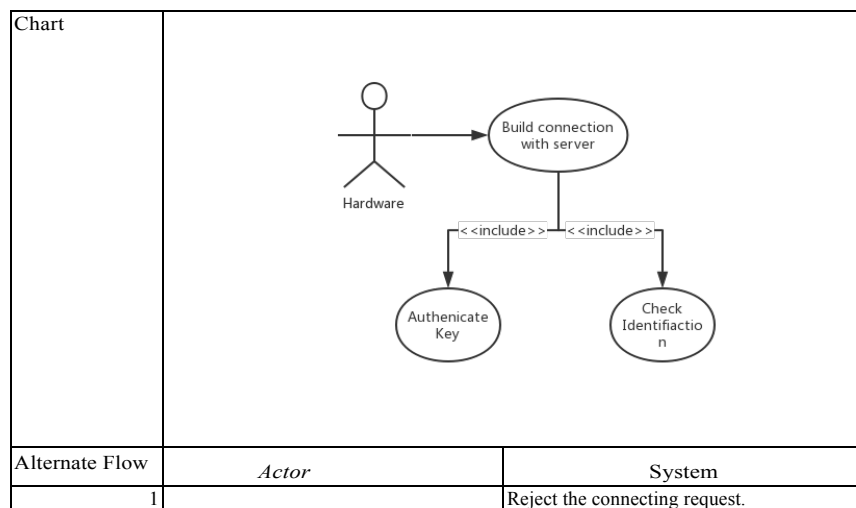 Chart
Build connection
with server
Hardware
<<include>>
<<include>>
Authenicate
Key
Check
Identifiactio
n
Alternate Flow
Actor
System
1
Reject the connecting request.